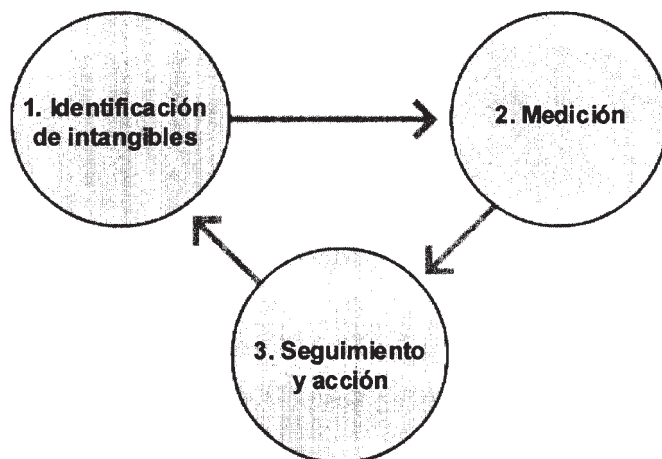 1. Identificación
de intangibles
2. Medición
3. Seguimiento
y acción